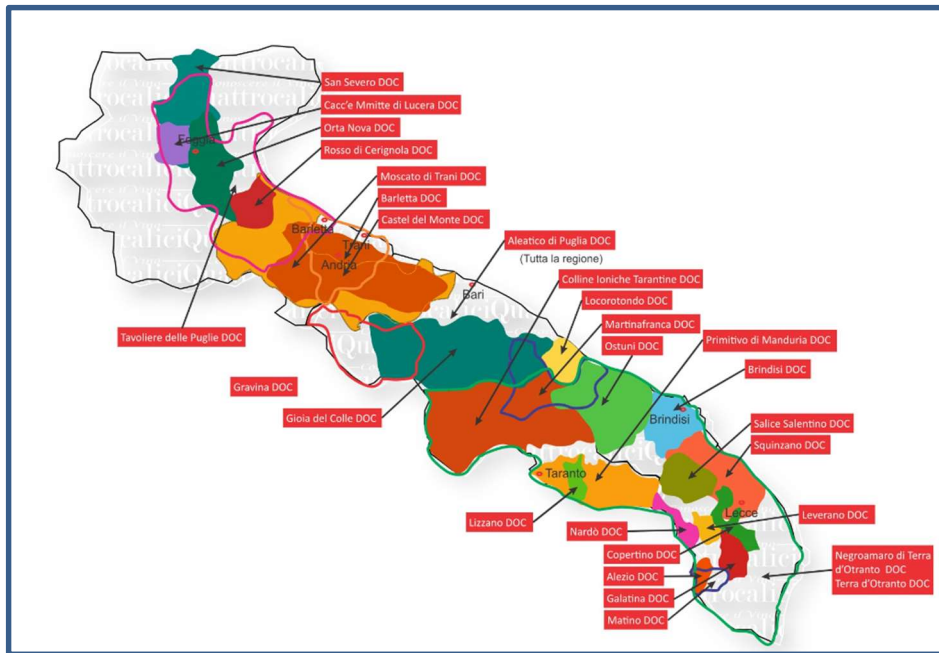 San Severo DOC
Cacc'e Mmitte di Lucera DOC
Orta Nova DOC
Foggia
Rosso di Cerignola DOC
Moscato di Trani DOC
Barletta DOC
Castel del Monte DOC
Barletta
Trani
Andria
Aleatico di Puglia DOC
(Tutta la regione)
Colline Ioniche Tarantine DOC
Bari
Locorotondo DOC
Martinafranca DOC
Tavoliere delle Puglie DOC
Ostuni DOC
Primitivo di Manduria DOC
Brindisi DOC
Gravina DOC
Gioia del Colle DOC
Brindisi
Salice Salentino DOC
Squinzano DOC
Taranto
Lizzano DOC
Lecce
Leverano DOC
Nardò DOC
Copertino DOC
Negroamaro di Terra
d'Otranto DOC
Terra d'Otranto DOC
Alezio DOC
Galatina DOC
Matino DOC